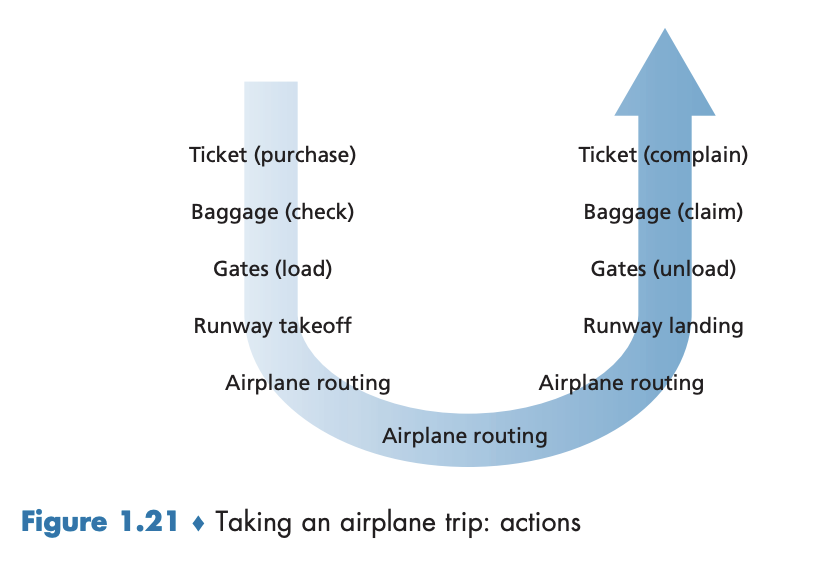 Ticket (purchase)
Baggage (check)
Gates (load)
Runway takeoff
Airplane routing
Airplane routing
Airplane routing
Runway landing
Gates (unload)
Baggage (claim)
Ticket (complain)
Figure 1.21 ♦ Taking an airplane trip: actions